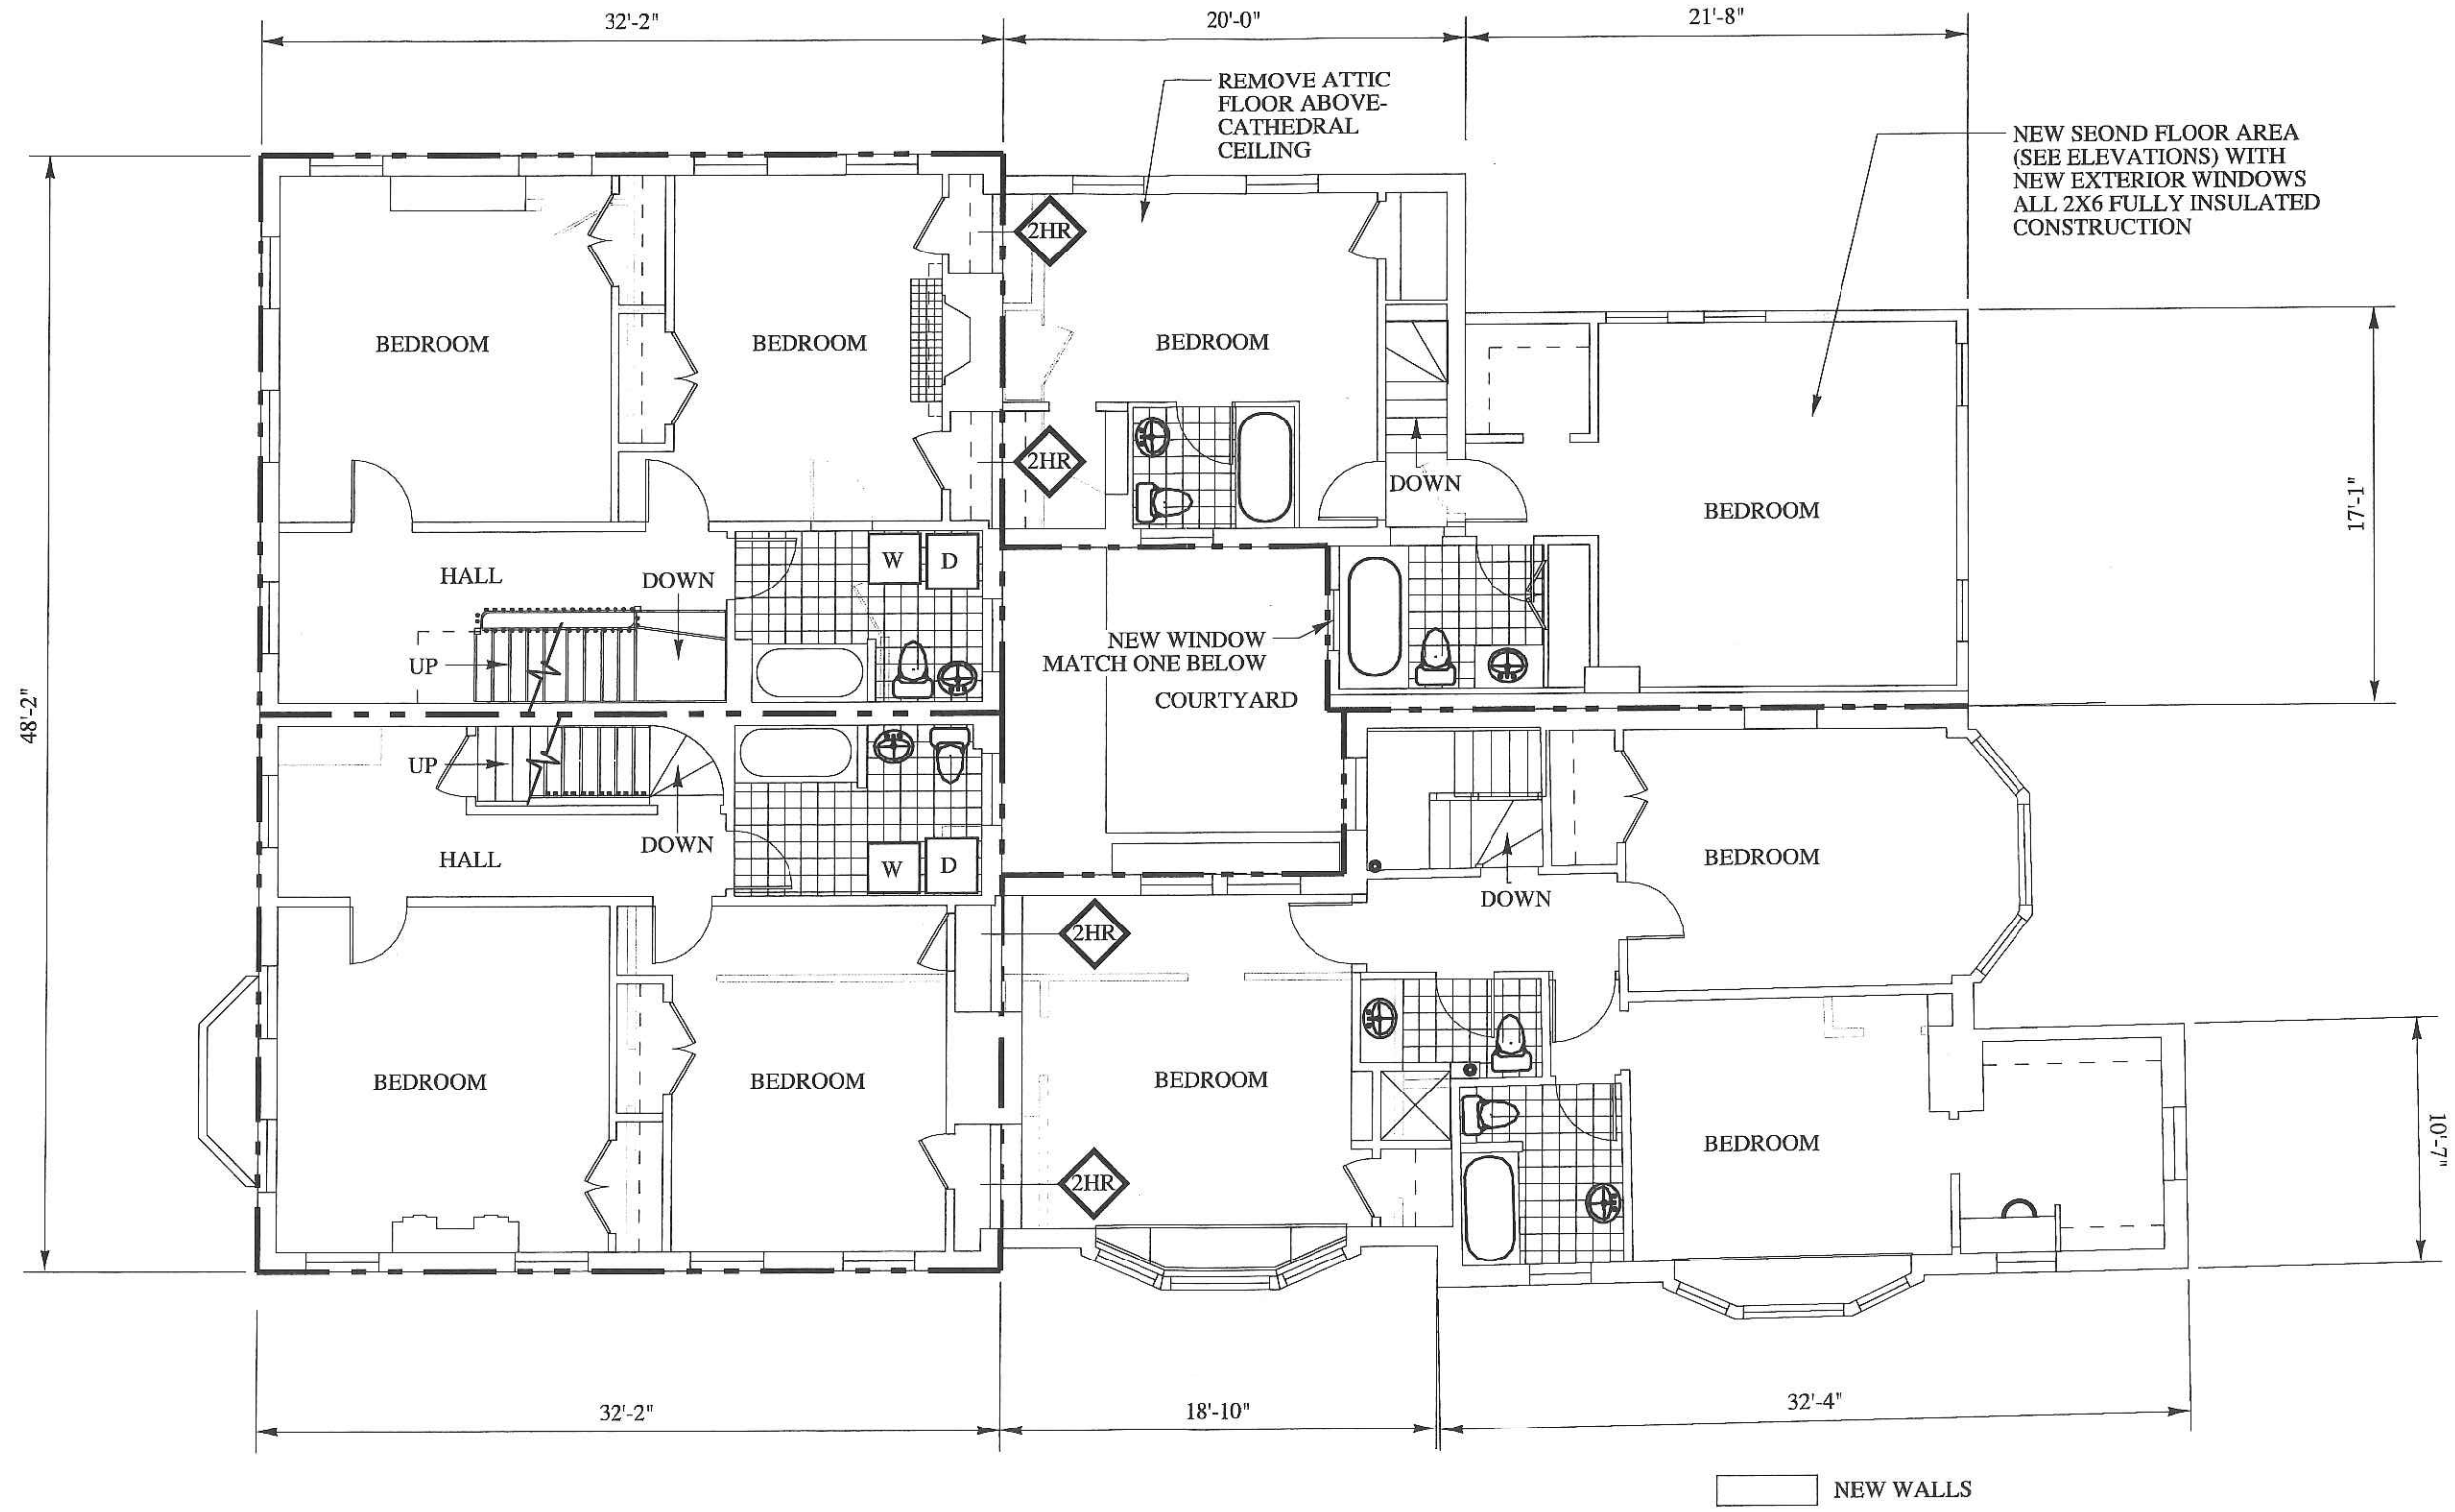 32'-2"
20'-0"
21'-8"
REMOVE ATTIC
FLOOR ABOVE-
CATHEDRAL
CEILING
NEW SEOND FLOOR AREA
(SEE ELEVATIONS) WITH
NEW EXTERIOR WINDOWS
ALL 2X6 FULLY INSULATED
CONSTRUCTION
2HR
BEDROOM
BEDROOM
BEDROOM
2HR
DOWN
BEDROOM
17'-1"
W
D
HALL
DOWN
NEW WINDOW
MATCH ONE BELOW
UP
COURTYARD
48'-2"
UP
DOWN
HALL
W
D
BEDROOM
DOWN
2HR
BEDROOM
BEDROOM
BEDROOM
BEDROOM
10'-7"
2HR
32'-2"
18'-10"
32'-4"
NEW WALLS